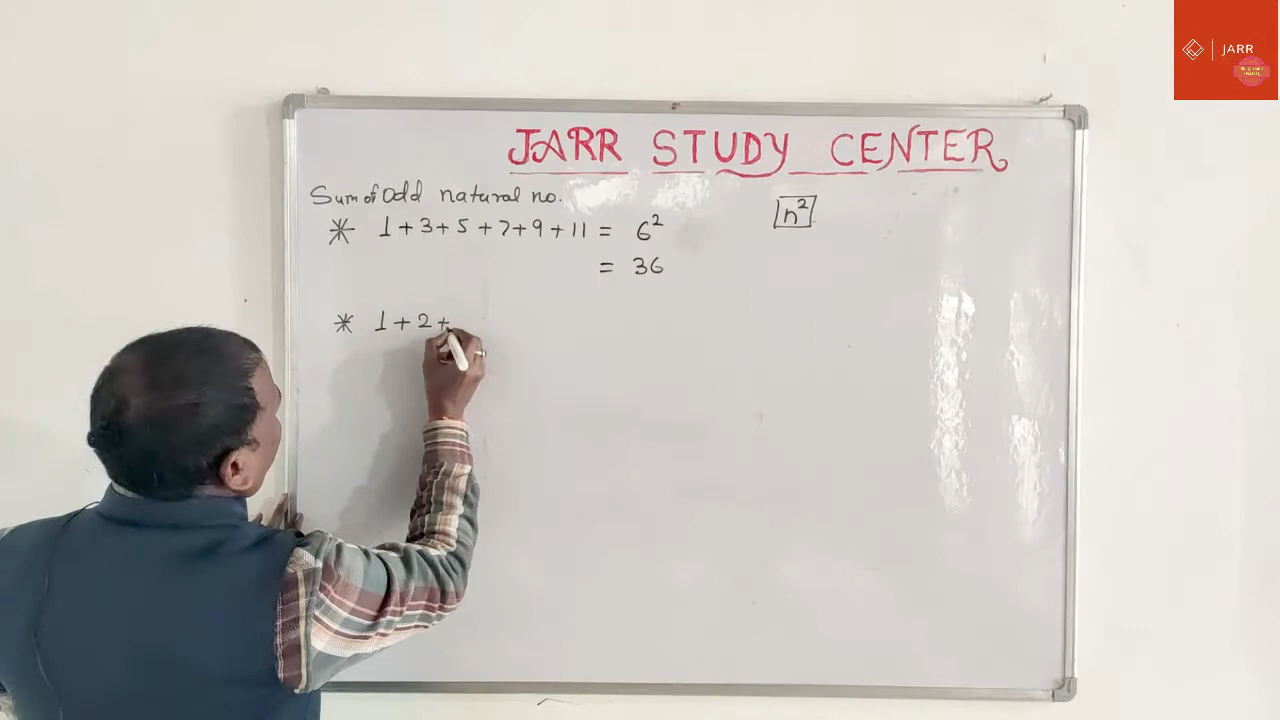 JARR
JARR STUDY CENTER
Sum of odd natural no.
n²
* 1+3+5+7+9+11 = 6²
= 36
* 1+2+